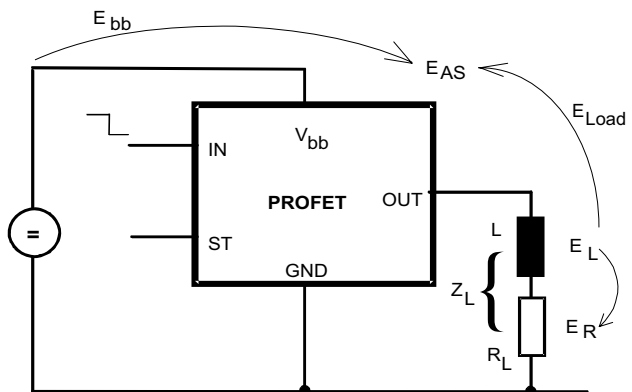 E bb
E AS
E Load
IN
V bb
PROFET
OUT
ST
GND
=
L
E L
Z L
E R
R L